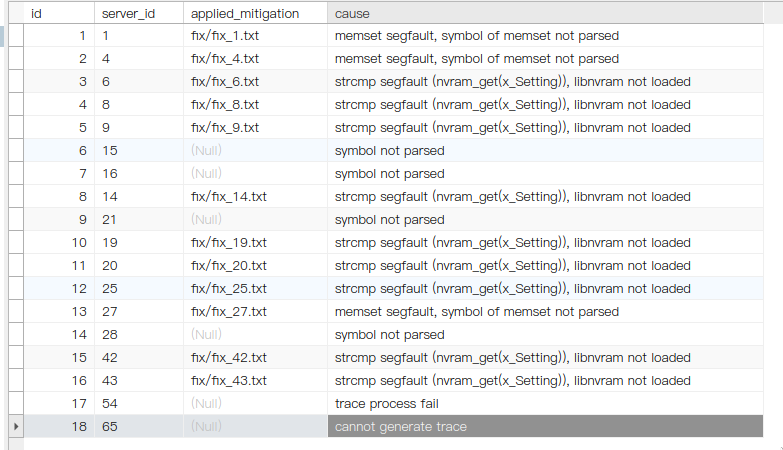 id server_id applied_mitigation cause
1 1 fix/fix_1.txt memset segfault, symbol of memset not parsed
2 4 fix/fix_4.txt memset segfault, symbol of memset not parsed
3 6 fix/fix_6.txt strcmp segfault (nvram_get(x_Setting)), libnvram not loaded
4 8 fix/fix_8.txt strcmp segfault (nvram_get(x_Setting)), libnvram not loaded
5 9 fix/fix_9.txt strcmp segfault (nvram_get(x_Setting)), libnvram not loaded
6 15 (Null) symbol not parsed
7 16 (Null) symbol not parsed
8 14 fix/fix_14.txt strcmp segfault (nvram_get(x_Setting)), libnvram not loaded
9 21 (Null) symbol not parsed
10 19 fix/fix_19.txt strcmp segfault (nvram_get(x_Setting)), libnvram not loaded
11 20 fix/fix_20.txt strcmp segfault (nvram_get(x_Setting)), libnvram not loaded
12 25 fix/fix_25.txt strcmp segfault (nvram_get(x_Setting)), libnvram not loaded
13 27 fix/fix_27.txt memset segfault, symbol of memset not parsed
14 28 (Null) symbol not parsed
15 42 fix/fix_42.txt strcmp segfault (nvram_get(x_Setting)), libnvram not loaded
16 43 fix/fix_43.txt strcmp segfault (nvram_get(x_Setting)), libnvram not loaded
17 54 (Null) trace process fail
18 65 (Null) cannot generate trace